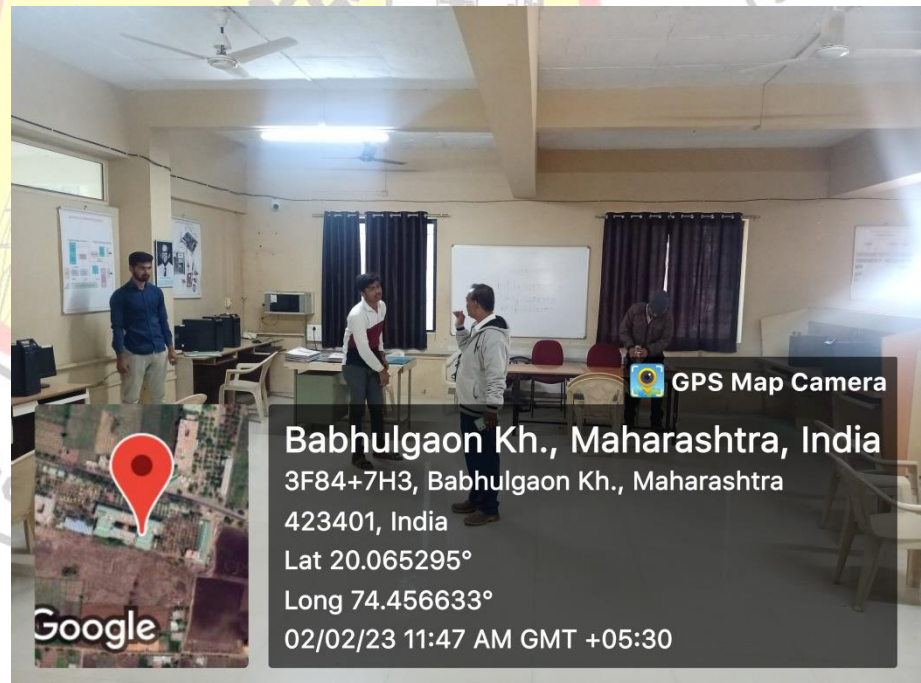 GPS Map Camera
Babhulgaon Kh., Maharashtra, India
3F84+7H3, Babhulgaon Kh., Maharashtra
423401, India
Lat 20.065295°
Long 74.456633°
02/02/23 11:47 AM GMT +05:30
Google